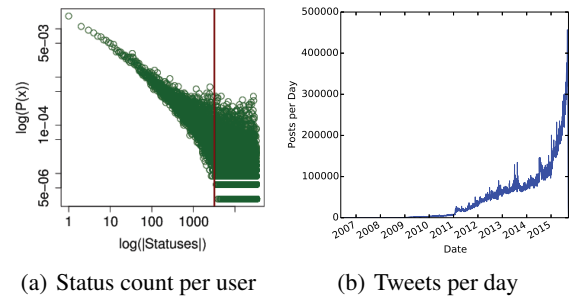 log(P(x))
5e-03
1e-04
5e-06
1
10
100
1000
log(|Statuses|)
(a) Status count per user
500000
400000
300000
200000
100000
0
Posts per Day
2007
2008
2009
2010
2011
2012
2013
2014
2015
Date
(b) Tweets per day